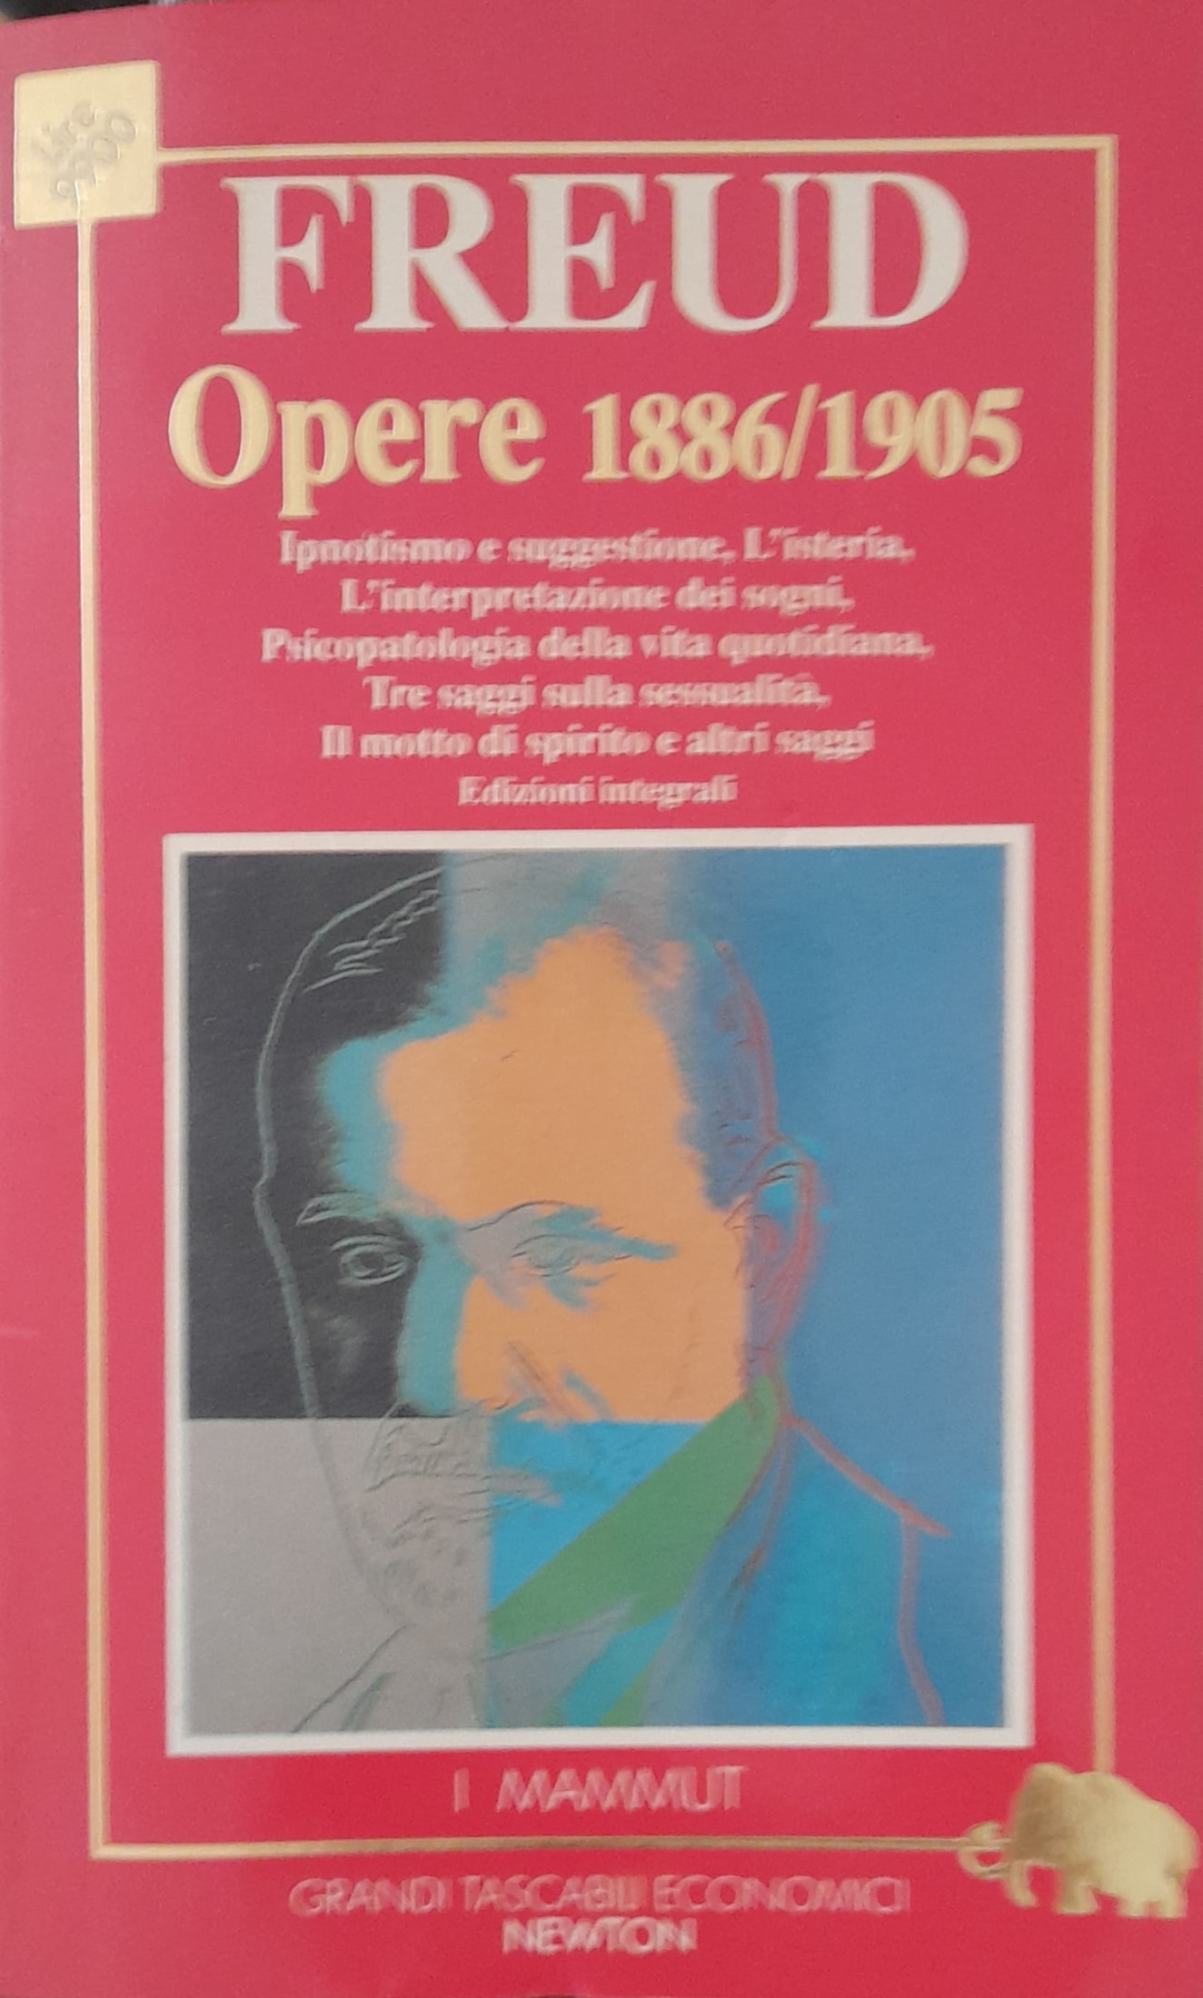 Lire
FREUD
Opere 1886/1905
Ipnotismo e suggestione, L'isteria,
L'interpretazione dei sogni,
Psicopatologia della vita quotidiana,
Tre saggi sulla sessualità,
Il motto di spirito e altri saggi
Edizioni integrali
I MAMMUT
GRANDI TASCABILI ECONOMICI
NEWTON